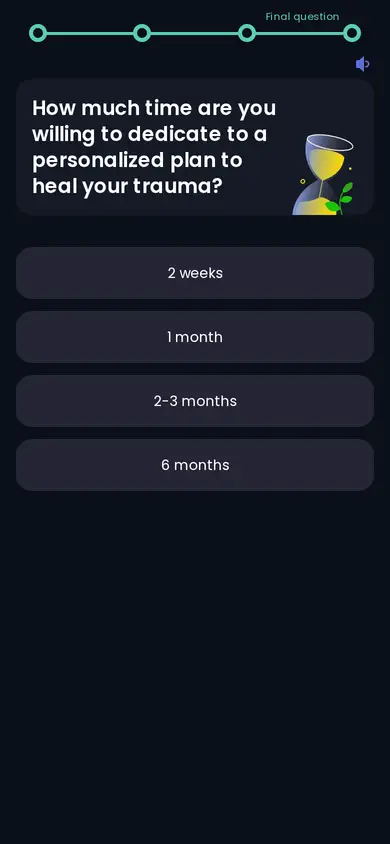 Final question
How much time are you
willing to dedicate to a
personalized plan to
heal your trauma?
2 weeks
1 month
2-3 months
6 months